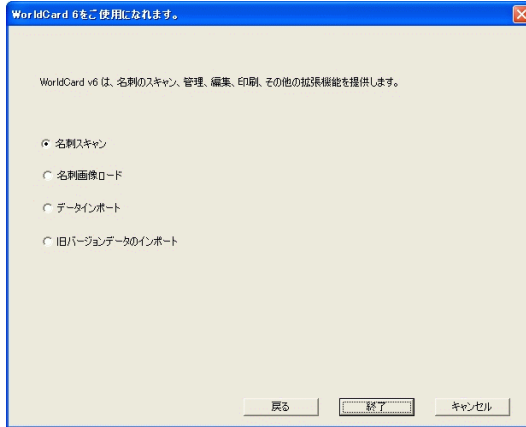 WorldCard 6をご使用になれます。
WorldCard v6 は、名刺のスキャン、管理、編集、印刷、その他の拡張機能を提供します。
名刺スキャン
名刺画像ロード
データインポート
旧バージョンデータのインポート
戻る
終了
キャンセル